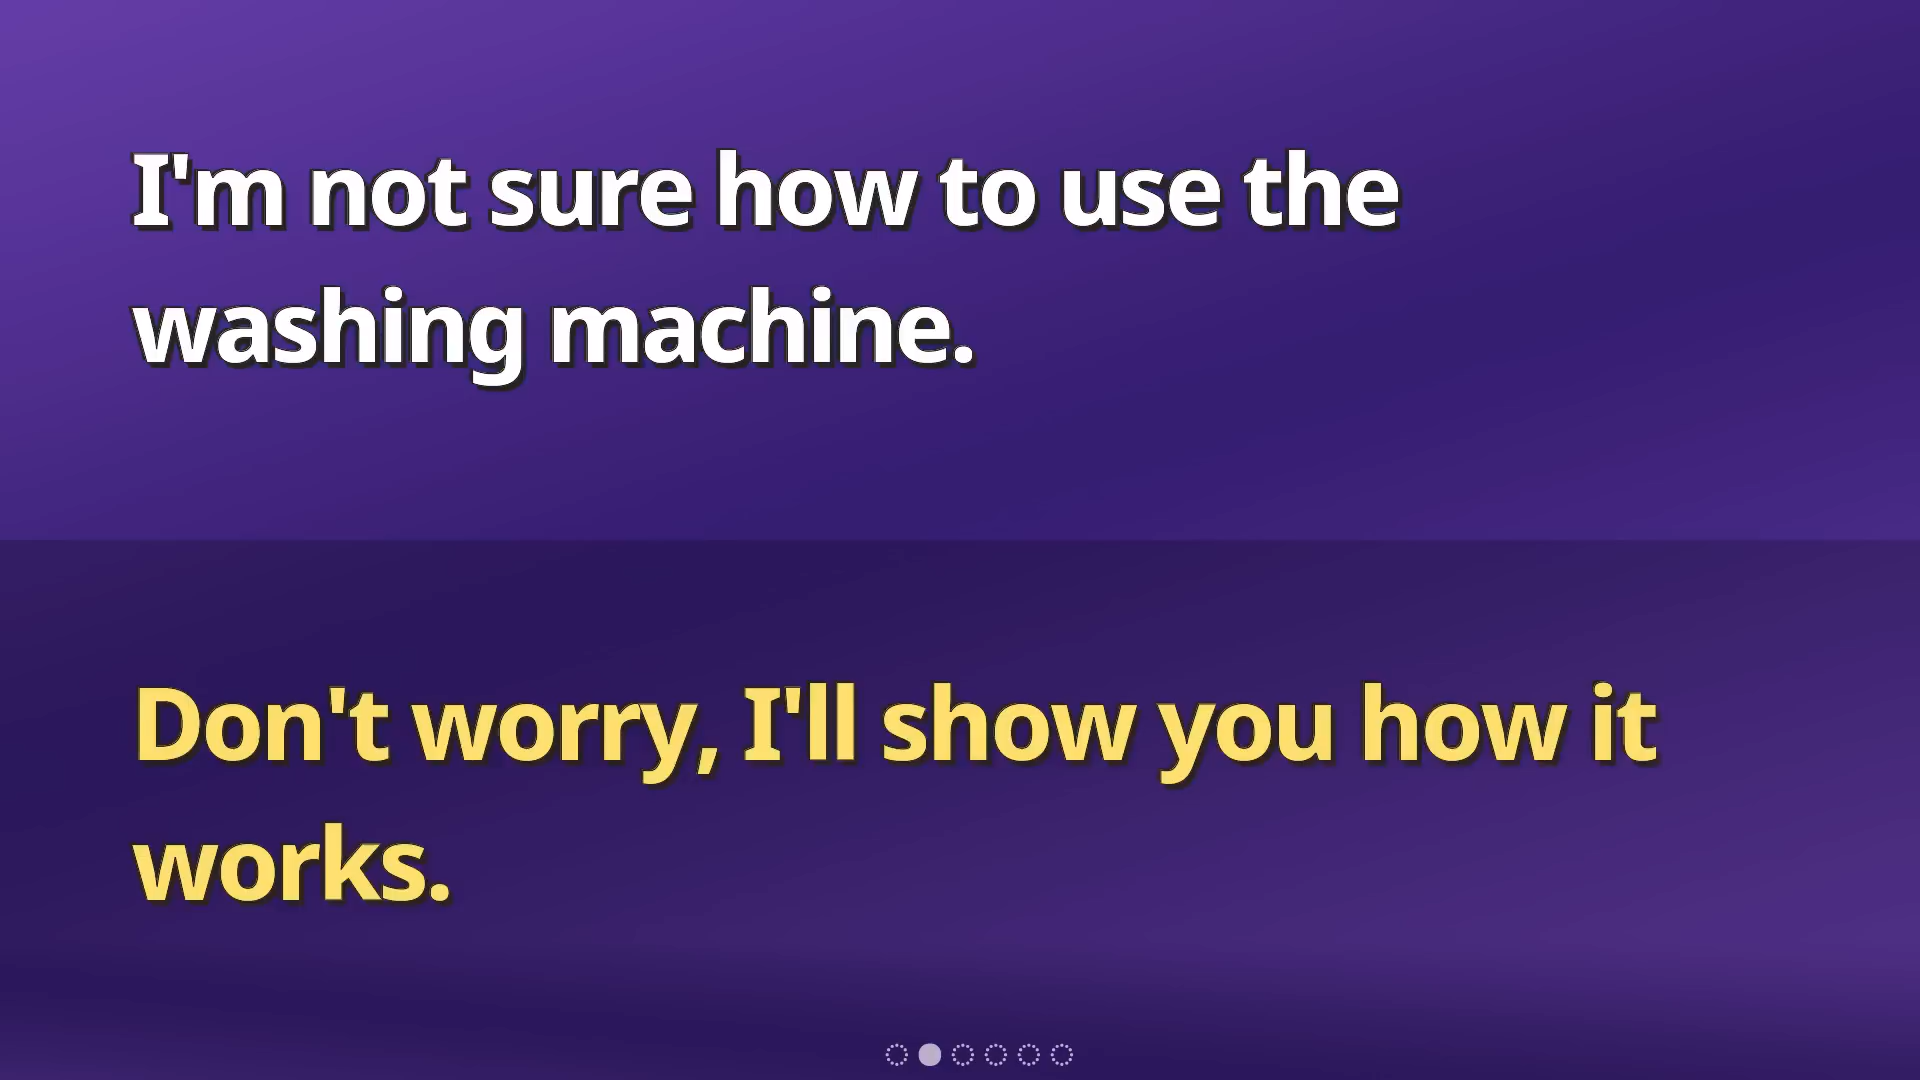 I'm not sure how to use the
washing machine.
Don't worry, I'll show you how it
works.